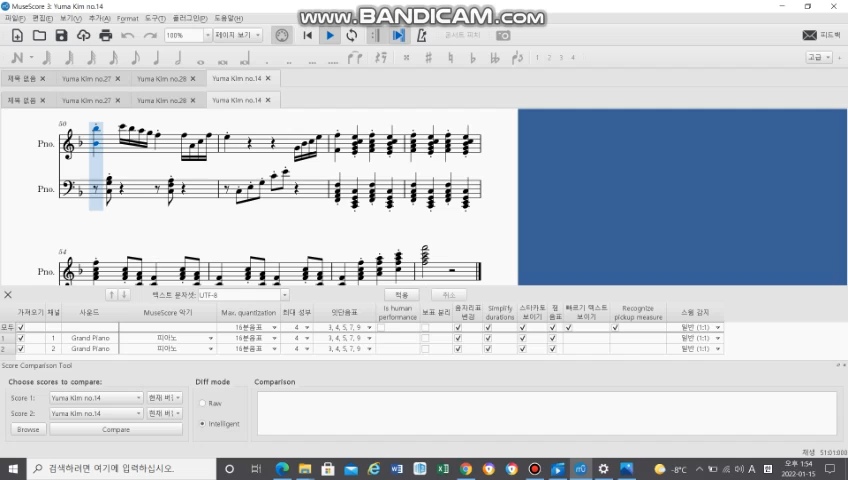 MuseScore 3: Yuma Kim no.14
www.BANDICAM.com
파일(F) 편집(E) 보기(V) 추가(A) Format 도구(T) 플러그인(P) 도움말(H)
100% 페이지 보기 콘서트 피치 피드백
1 2 3 4 고급
제목 없음 Yuma Kim no.27 Yuma Kim no.28 Yuma Kim no.14
제목 없음 Yuma Kim no.27 Yuma Kim no.28 Yuma Kim no.14
50
Pno.
Pno.
54
Pno.
텍스트 문자셋: UTF-8 적용 취소
가져오기 채널 사운드 MuseScore 악기 Max. quantization 최대 성부 잇단음표 Is human performance 보표 분리 음자리표 변경 Simplify durations 스타카토 보이기 점음표 빠르기 텍스트 보이기 Recognize pickup measure 스윙 감지
모두 16분음표 4 3, 4, 5, 7, 9 일반 (1:1)
1 1 Grand Piano 피아노 16분음표 4 3, 4, 5, 7, 9 일반 (1:1)
2 2 Grand Piano 피아노 16분음표 4 3, 4, 5, 7, 9 일반 (1:1)
Score Comparison Tool
Choose scores to compare: Diff mode Comparison
Score 1: Yuma Kim no.14 현재 버전 Raw
Score 2: Yuma Kim no.14 현재 버전 Intelligent
Browse Compare
재생 51:01:000
검색하려면 여기에 입력하십시오. -8°C A 오후 1:54
2022-01-15